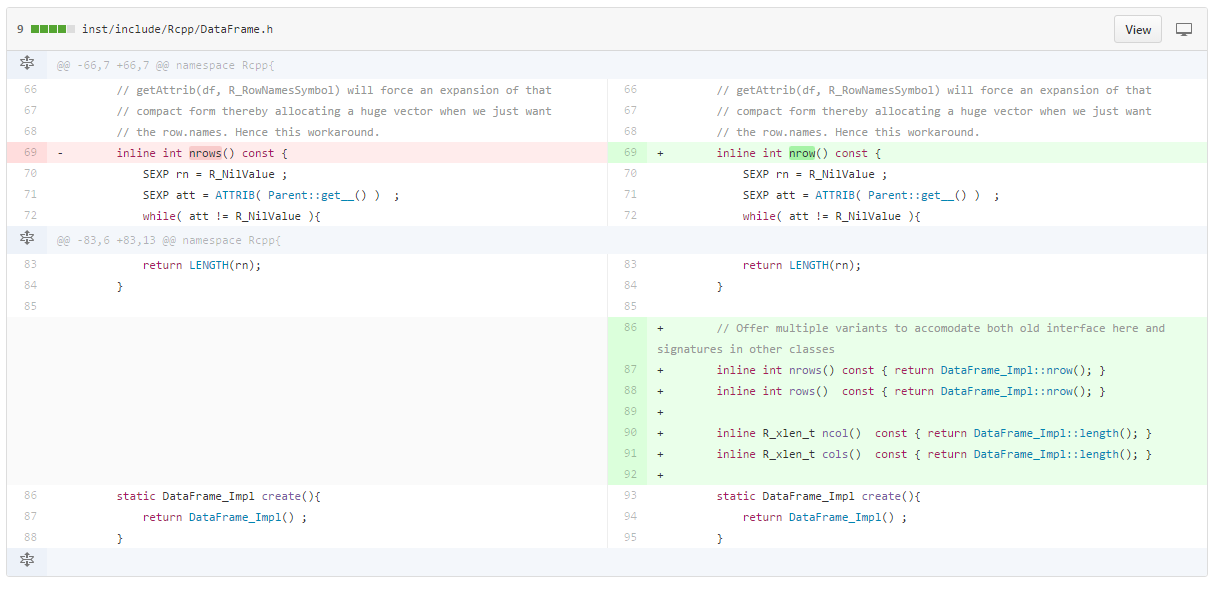 9 inst/include/Rcpp/DataFrame.h View
@@ -66,7 +66,7 @@ namespace Rcpp{
66 // getAttrib(df, R_RowNamesSymbol) will force an expansion of that 66 // getAttrib(df, R_RowNamesSymbol) will force an expansion of that
67 // compact form thereby allocating a huge vector when we just want 67 // compact form thereby allocating a huge vector when we just want
68 // the row.names. Hence this workaround. 68 // the row.names. Hence this workaround.
69 - inline int nrows() const { 69 + inline int nrow() const {
70 SEXP rn = R_NilValue ; 70 SEXP rn = R_NilValue ;
71 SEXP att = ATTRIB( Parent::get__() ) ; 71 SEXP att = ATTRIB( Parent::get__() ) ;
72 while( att != R_NilValue ){ 72 while( att != R_NilValue ){
@@ -83,6 +83,13 @@ namespace Rcpp{
83 return LENGTH(rn); 83 return LENGTH(rn);
84 } 84 }
85 85
86 + // Offer multiple variants to accomodate both old interface here and
signatures in other classes
87 + inline int nrows() const { return DataFrame_Impl::nrow(); }
88 + inline int rows() const { return DataFrame_Impl::nrow(); }
89 +
90 + inline R_xlen_t ncol() const { return DataFrame_Impl::length(); }
91 + inline R_xlen_t cols() const { return DataFrame_Impl::length(); }
92 +
86 static DataFrame_Impl create(){ 93 static DataFrame_Impl create(){
87 return DataFrame_Impl() ; 94 return DataFrame_Impl() ;
88 } 95 }